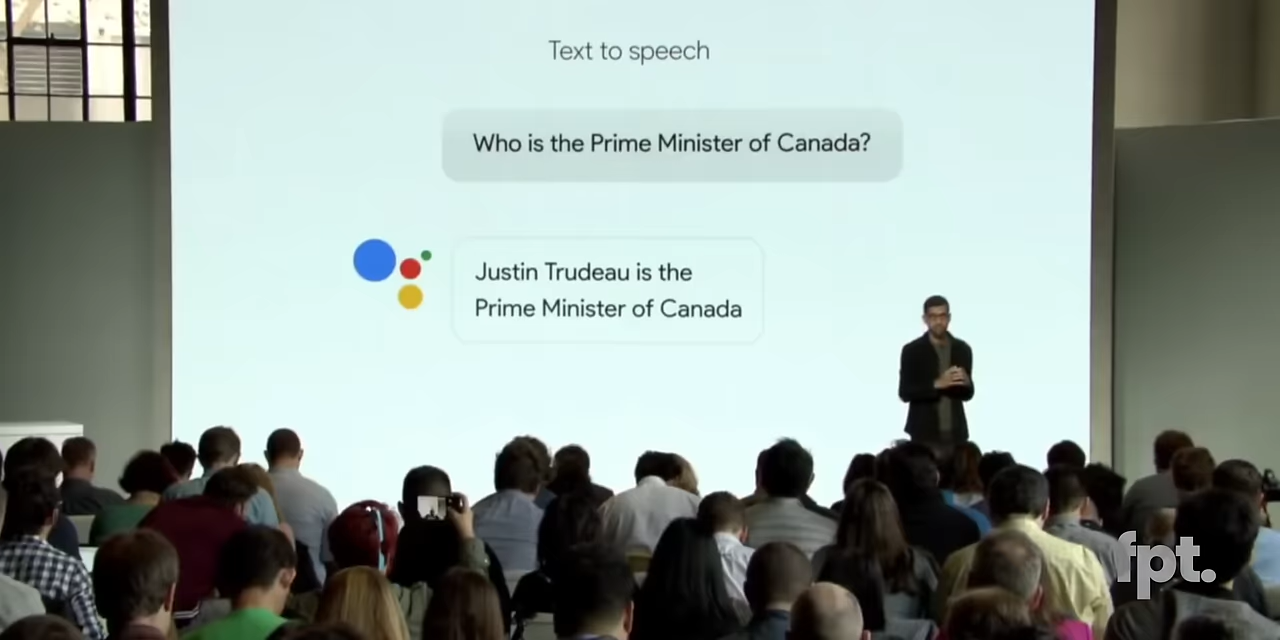 Text to speech
Who is the Prime Minister of Canada?
Justin Trudeau is the
Prime Minister of Canada
fpt.